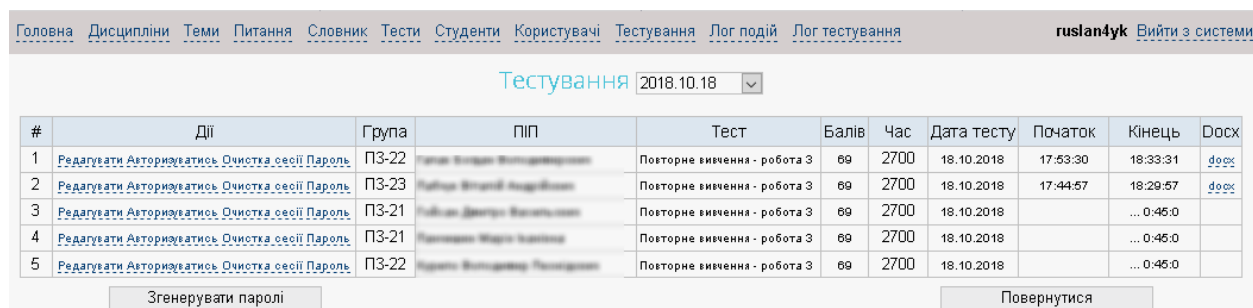 Головна Дисципліни Теми Питання Словник Тести Студенти Користувачі Тестування Лог подій Лог тестування ruslan4yk Вийти з системи
Тестування 2018.10.18
# Дії Група ПІП Тест Балів Час Дата тесту Початок Кінець Docx
1 Редагувати Авторизуватись Очистка сесії Пароль ПЗ-22 Повторне вивчення - робота 3 69 2700 18.10.2018 17:53:30 18:33:31 docx
2 Редагувати Авторизуватись Очистка сесії Пароль ПЗ-23 Повторне вивчення - робота 3 69 2700 18.10.2018 17:44:57 18:29:57 docx
3 Редагувати Авторизуватись Очистка сесії Пароль ПЗ-21 Повторне вивчення - робота 3 69 2700 18.10.2018 ... 0:45:0
4 Редагувати Авторизуватись Очистка сесії Пароль ПЗ-21 Повторне вивчення - робота 3 69 2700 18.10.2018 ... 0:45:0
5 Редагувати Авторизуватись Очистка сесії Пароль ПЗ-22 Повторне вивчення - робота 3 69 2700 18.10.2018 ... 0:45:0
Згенерувати паролі Повернутися